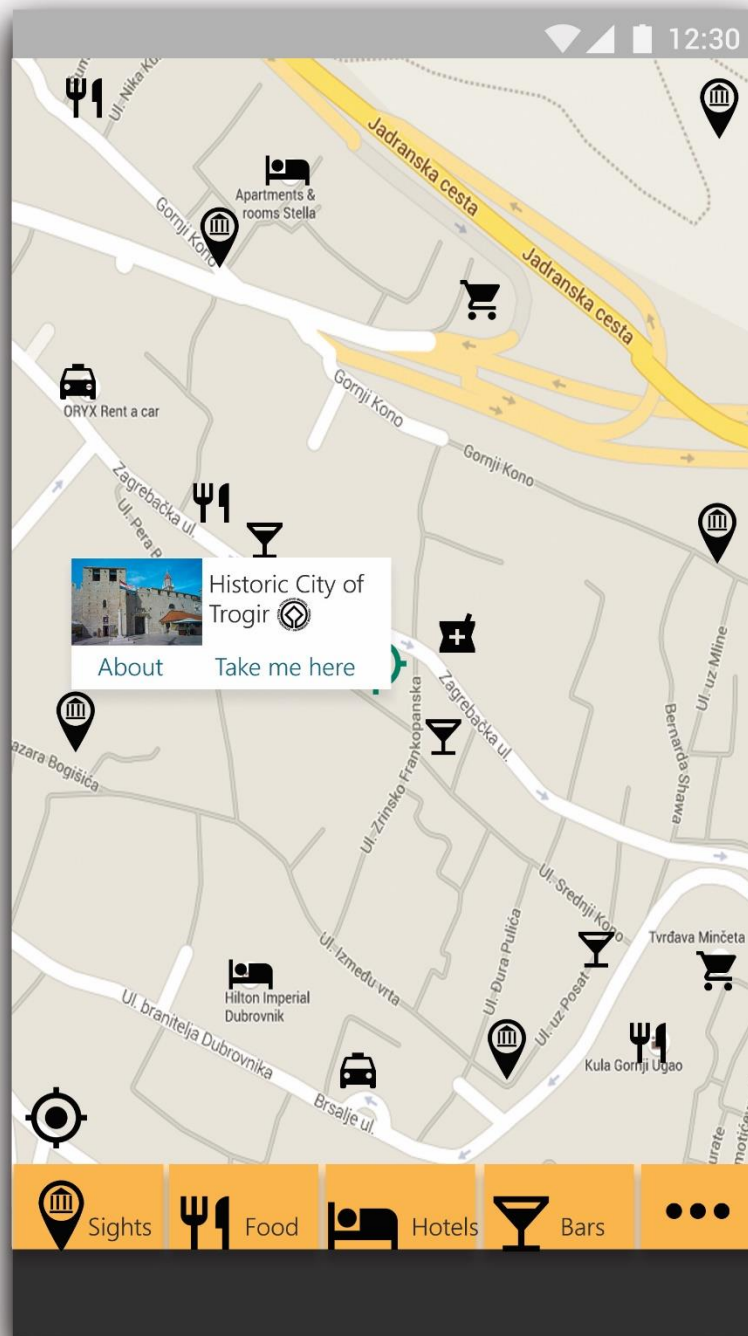 12:30
Ul. Nika
Jadranska cesta
Apartments &
rooms Stella
Gornji Kono
Jadranska cesta
Gornji Kono
ORYX Rent a car
Gornji Kono
Zagrebačka ul.
Ul. Pera
Historic City of
Trogir
About
Take me here
Ul. uz Mline
Zagrebačka ul.
Bernarda Shawa
Ul. Zrinsko Frankopanska
azara Bogišića
Ul. Srednji Kono
Tvrđava Minčeta
Ul. Između vrta
Ul. Đura Pulića
Hilton Imperial
Dubrovnik
Ul. uz Posat
Ul. branitelja Dubrovnika
Kula Gornji Ugao
Brsalje ul.
Sights
Food
Hotels
Bars